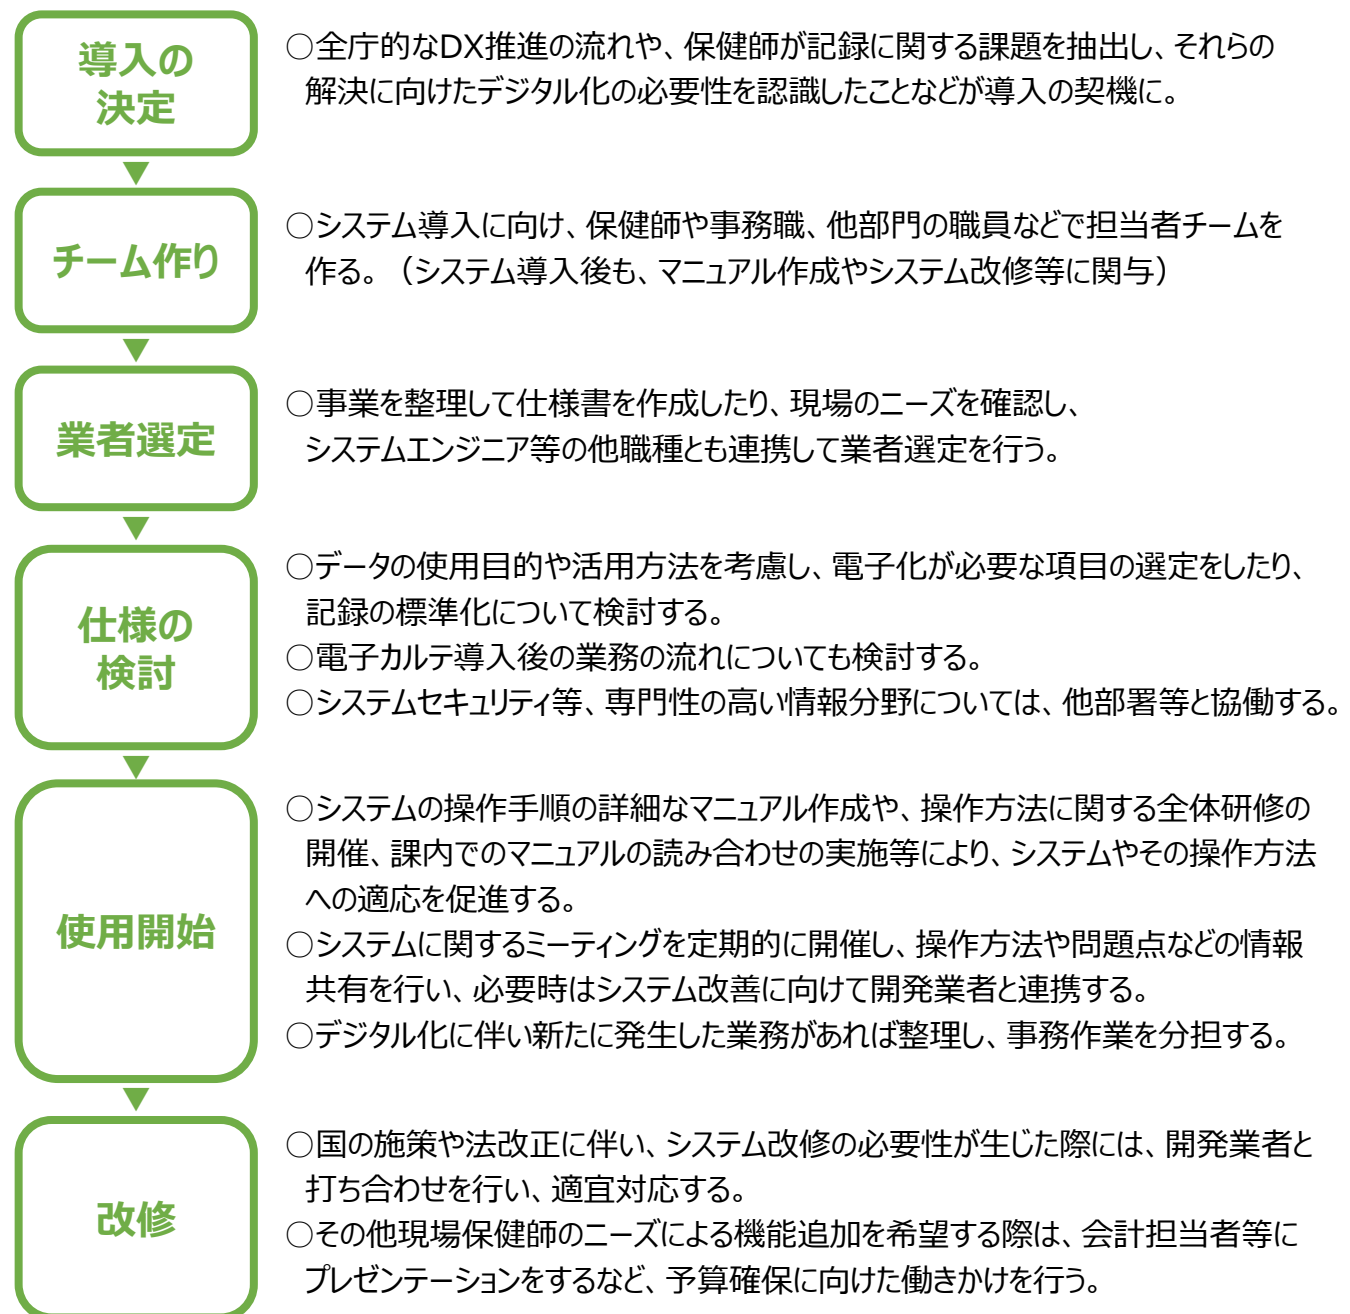 導入の
決定
○全庁的なDX推進の流れや、保健師が記録に関する課題を抽出し、それらの
解決に向けたデジタル化の必要性を認識したことなどが導入の契機に。
チーム作り
○システム導入に向け、保健師や事務職、他部門の職員などで担当者チームを
作る。（システム導入後も、マニュアル作成やシステム改修等に関与）
業者選定
○事業を整理して仕様書を作成したり、現場のニーズを確認し、
システムエンジニア等の他職種とも連携して業者選定を行う。
仕様の
検討
○データの使用目的や活用方法を考慮し、電子化が必要な項目の選定をしたり、
記録の標準化について検討する。
○電子カルテ導入後の業務の流れについても検討する。
○システムセキュリティ等、専門性の高い情報分野については、他部署等と協働する。
使用開始
○システムの操作手順の詳細なマニュアル作成や、操作方法に関する全体研修の
開催、課内でのマニュアルの読み合わせの実施等により、システムやその操作方法
への適応を促進する。
○システムに関するミーティングを定期的に開催し、操作方法や問題点などの情報
共有を行い、必要時はシステム改善に向けて開発業者と連携する。
○デジタル化に伴い新たに発生した業務があれば整理し、事務作業を分担する。
改修
○国の施策や法改正に伴い、システム改修の必要性が生じた際には、開発業者と
打ち合わせを行い、適宜対応する。
○その他現場保健師のニーズによる機能追加を希望する際は、会計担当者等に
プレゼンテーションをするなど、予算確保に向けた働きかけを行う。